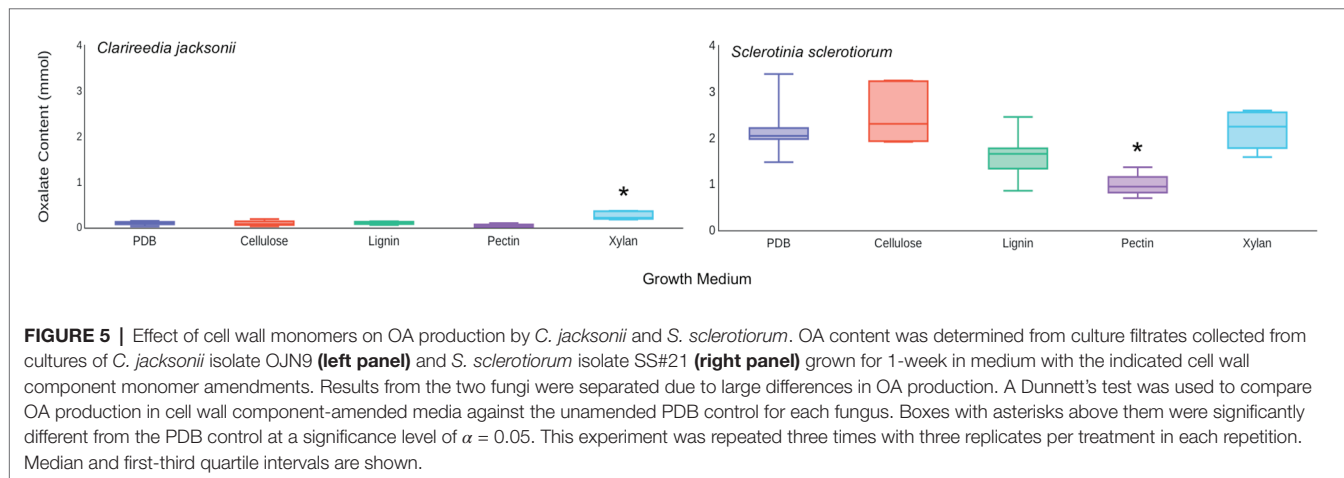 Clarireedia jacksonii
Sclerotinia sclerotiorum
Oxalate Content (mmol)
4
3
2
1
0
PDB
Cellulose
Lignin
Pectin
Xylan
*
4
3
2
1
0
PDB
Cellulose
Lignin
Pectin
Xylan
*
Growth Medium
FIGURE 5 | Effect of cell wall monomers on OA production by C. jacksonii and S. sclerotiorum. OA content was determined from culture filtrates collected from
cultures of C. jacksonii isolate OJN9 (left panel) and S. sclerotiorum isolate SS#21 (right panel) grown for 1-week in medium with the indicated cell wall
component monomer amendments. Results from the two fungi were separated due to large differences in OA production. A Dunnett's test was used to compare
OA production in cell wall component-amended media against the unamended PDB control for each fungus. Boxes with asterisks above them were significantly
different from the PDB control at a significance level of α = 0.05. This experiment was repeated three times with three replicates per treatment in each repetition.
Median and first-third quartile intervals are shown.